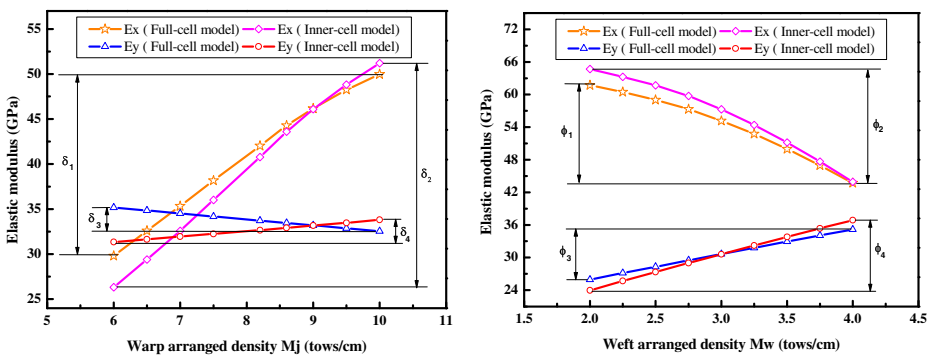 Ex ( Full-cell model) Ex ( Inner-cell model)
Ey ( Full-cell model) Ey ( Inner-cell model)
Elastic modulus (GPa)
55
50
45
40
35
30
25
δ1
δ2
δ3
δ4
5 6 7 8 9 10 11
Warp arranged density Mj (tows/cm)
Ex ( Full-cell model) Ex ( Inner-cell model)
Ey ( Full-cell model) Ey ( Inner-cell model)
Elastic modulus (GPa)
72
66
60
54
48
42
36
30
24
ϕ1
ϕ2
ϕ3
ϕ4
1.5 2.0 2.5 3.0 3.5 4.0 4.5
Weft arranged density Mw (tows/cm)